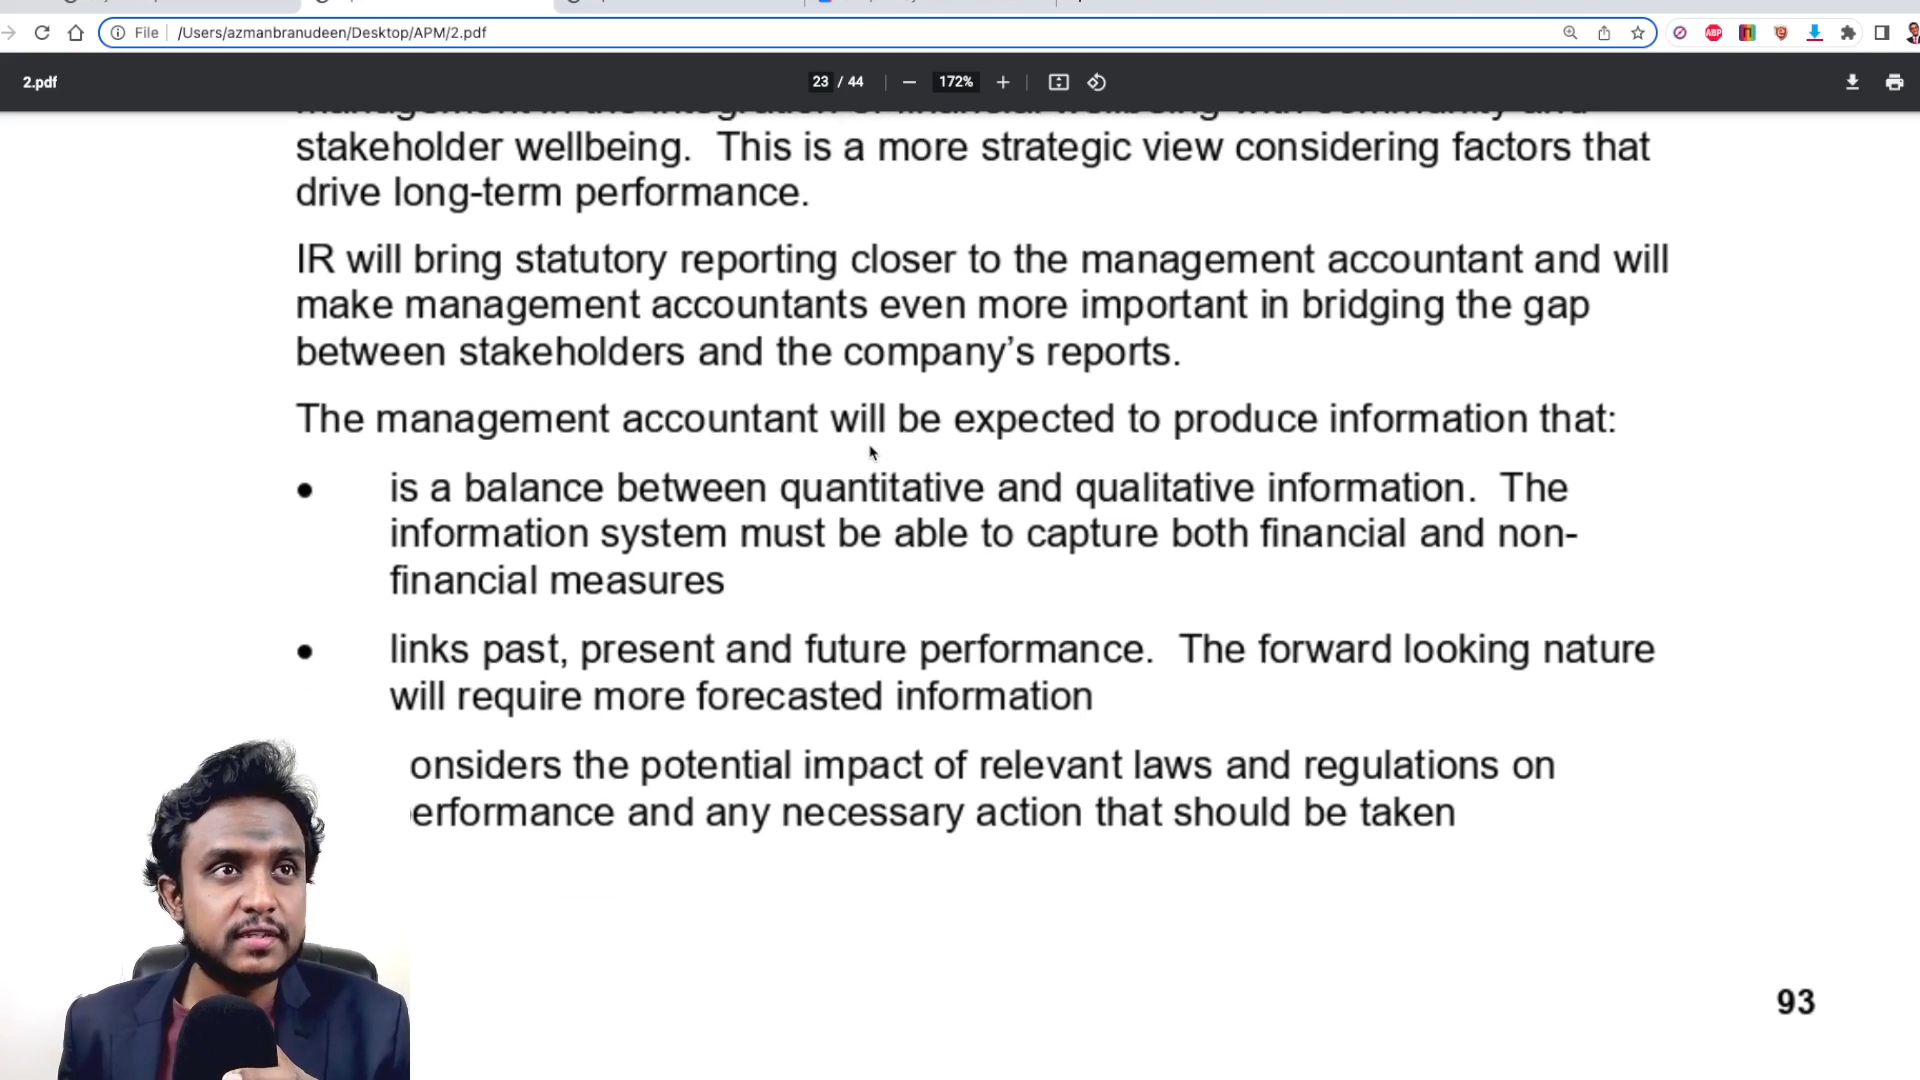 File /Users/azmanbranudeen/Desktop/APM/2.pdf
ABP
2.pdf
23 / 44
172%
stakeholder wellbeing. This is a more strategic view considering factors that
drive long-term performance.
IR will bring statutory reporting closer to the management accountant and will
make management accountants even more important in bridging the gap
between stakeholders and the company’s reports.
The management accountant will be expected to produce information that:
• is a balance between quantitative and qualitative information. The
information system must be able to capture both financial and non-
financial measures
• links past, present and future performance. The forward looking nature
will require more forecasted information
onsiders the potential impact of relevant laws and regulations on
erformance and any necessary action that should be taken
93